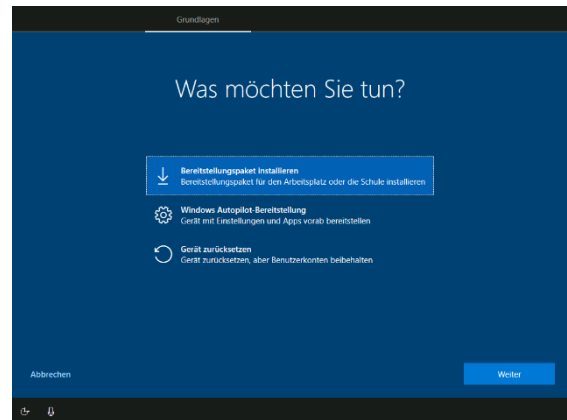 Grundlagen
Was möchten Sie tun?
Bereitstellungspaket installieren
Bereitstellungspaket für den Arbeitsplatz oder die Schule installieren
Windows Autopilot-Bereitstellung
Gerät mit Einstellungen und Apps vorab bereitstellen
Gerät zurücksetzen
Gerät zurücksetzen, aber Benutzerkonten beibehalten
Abbrechen
Weiter